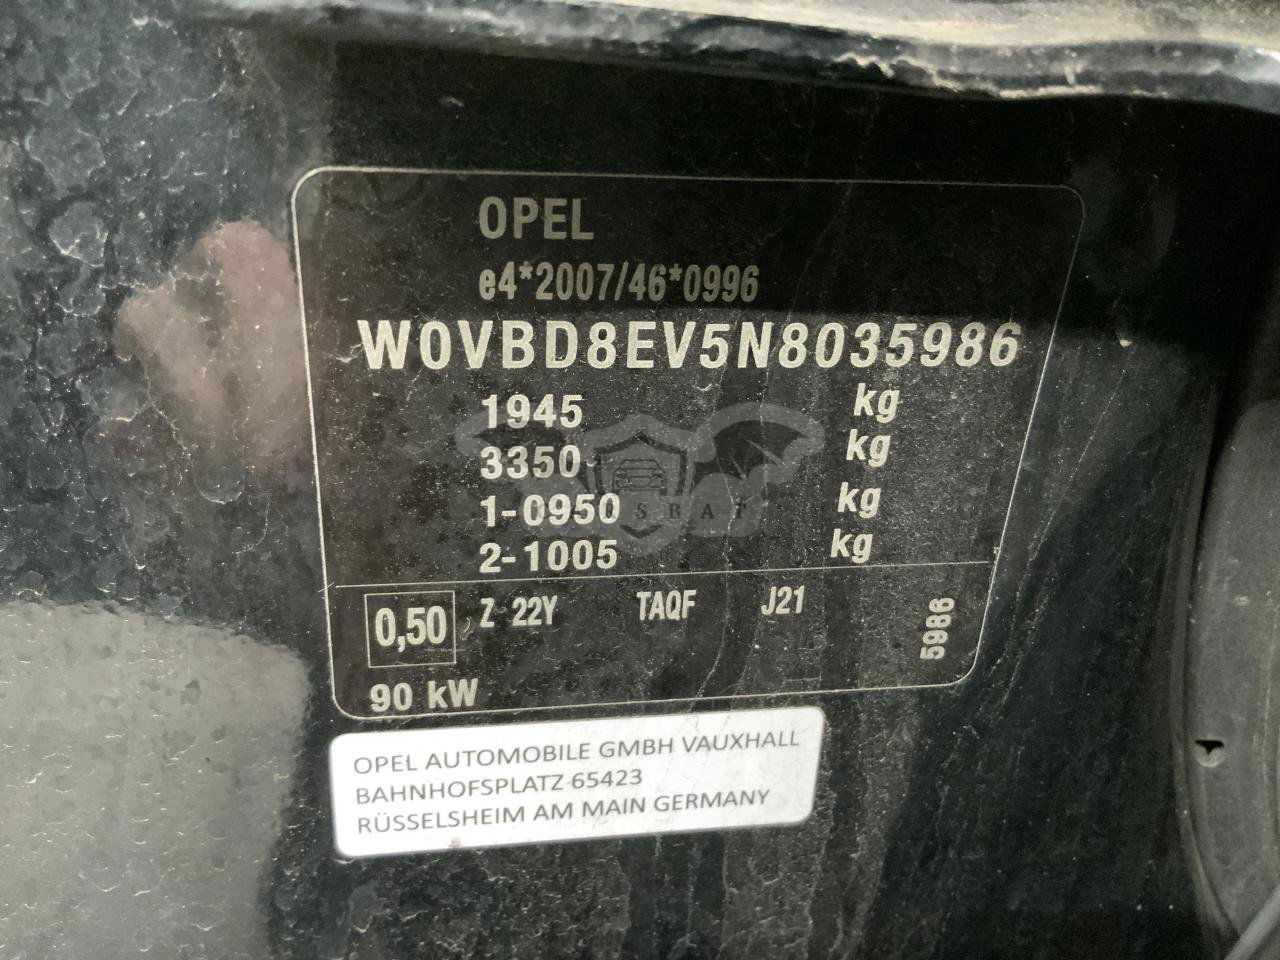 OPEL
e4*2007/46*0996
W0VBD8EV5N8035986
1945 kg
3350 kg
1-0950 kg
2-1005 kg
0,50 Z 22Y TAQF J21 5986
90 kW
OPEL AUTOMOBILE GMBH VAUXHALL
BAHNHOFSPLATZ 65423
RÜSSELSHEIM AM MAIN GERMANY